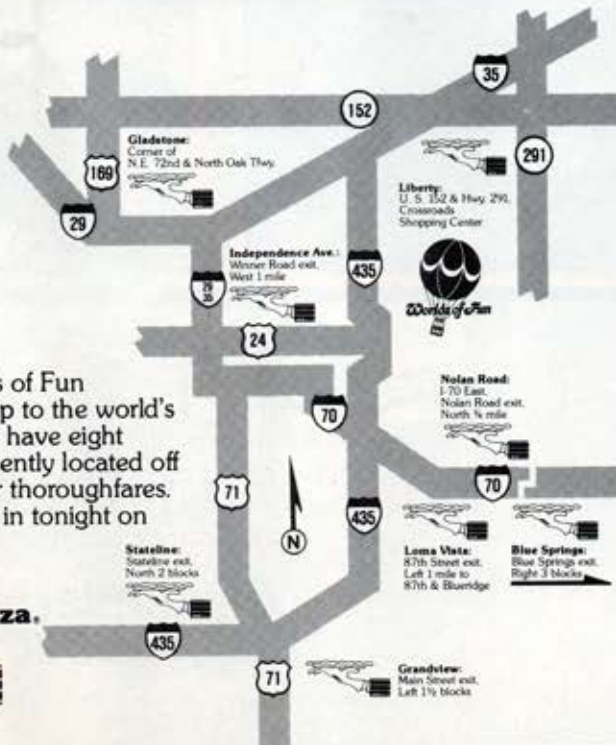 35
152
291
169
29
Gladstone:
Corner of
N.E. 72nd & North Oak Tfwy.
Liberty:
U. S. 152 & Hwy. 291,
Crossroads
Shopping Center
Independence Ave.:
Winner Road exit,
West 1 mile
29
35
435
Worlds of Fun
24
s of Fun
p to the world's
have eight
ently located off
r thoroughfares.
in tonight on
70
Nolan Road:
I-70 East,
Nolan Road exit,
North ¾ mile
71
N
435
70
Stateline:
Stateline exit,
North 2 blocks
Loma Vista:
87th Street exit,
Left 1 mile to
87th & Blueridge
Blue Springs:
Blue Springs exit,
Right 3 blocks
za.
435
71
Grandview:
Main Street exit,
Left 1½ blocks